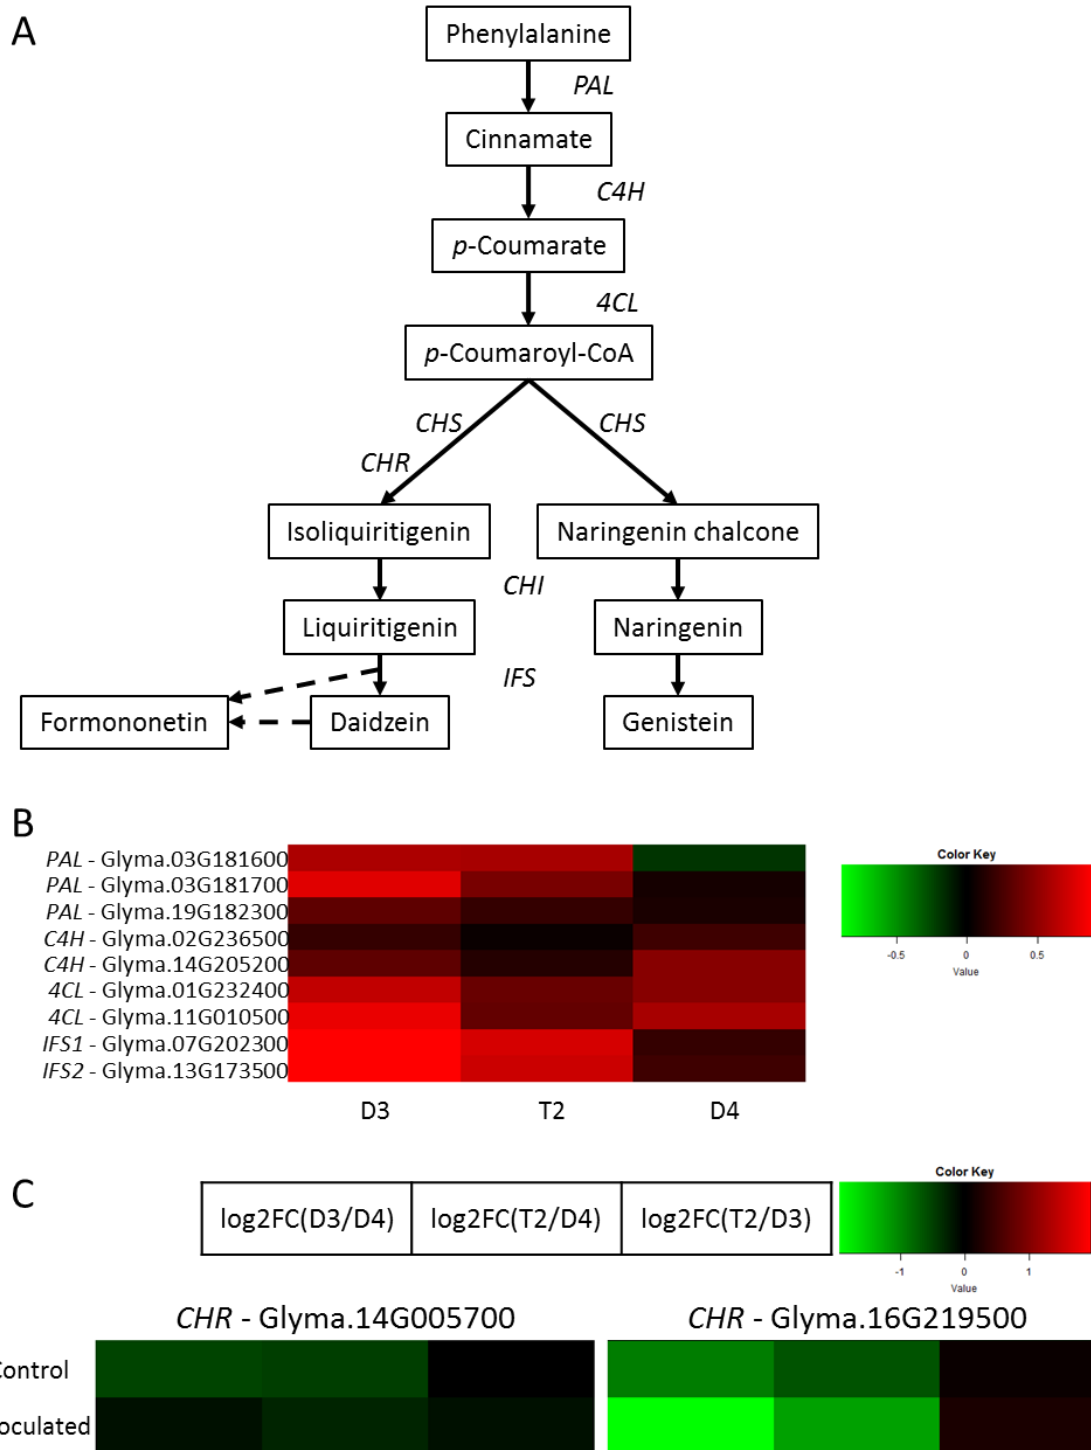 A
Phenylalanine
PAL
Cinnamate
C4H
p-Coumarate
4CL
p-Coumaroyl-CoA
CHS CHS
CHR
Isoliquiritigenin Naringenin chalcone
CHI
Liquiritigenin Naringenin
IFS
Formononetin Daidzein Genistein
B
PAL - Glyma.03G181600
PAL - Glyma.03G181700
PAL - Glyma.19G182300
C4H - Glyma.02G236500
C4H - Glyma.14G205200
4CL - Glyma.01G232400
4CL - Glyma.11G010500
IFS1 - Glyma.07G202300
IFS2 - Glyma.13G173500
D3 T2 D4
Color Key
-0.5 0 0.5
Value
C
log2FC(D3/D4) log2FC(T2/D4) log2FC(T2/D3)
Color Key
-1 0 1
Value
CHR - Glyma.14G005700 CHR - Glyma.16G219500
Control
oculated